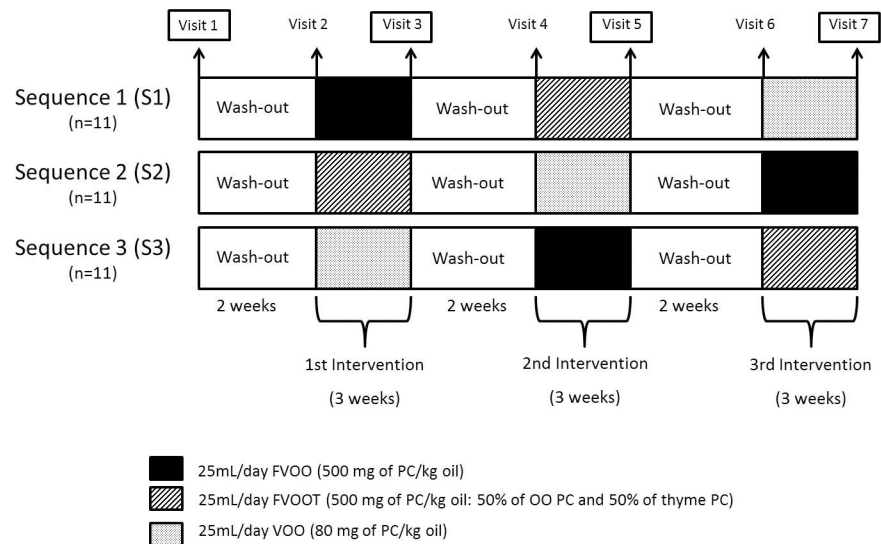 Visit 1 Visit 2 Visit 3 Visit 4 Visit 5 Visit 6 Visit 7
Sequence 1 (S1)
(n=11)
Wash-out Wash-out Wash-out
Sequence 2 (S2)
(n=11)
Wash-out Wash-out Wash-out
Sequence 3 (S3)
(n=11)
Wash-out Wash-out Wash-out
2 weeks 2 weeks 2 weeks
1st Intervention 2nd Intervention 3rd Intervention
(3 weeks) (3 weeks) (3 weeks)
25mL/day FVOO (500 mg of PC/kg oil)
25mL/day FVOOT (500 mg of PC/kg oil: 50% of OO PC and 50% of thyme PC)
25mL/day VOO (80 mg of PC/kg oil)